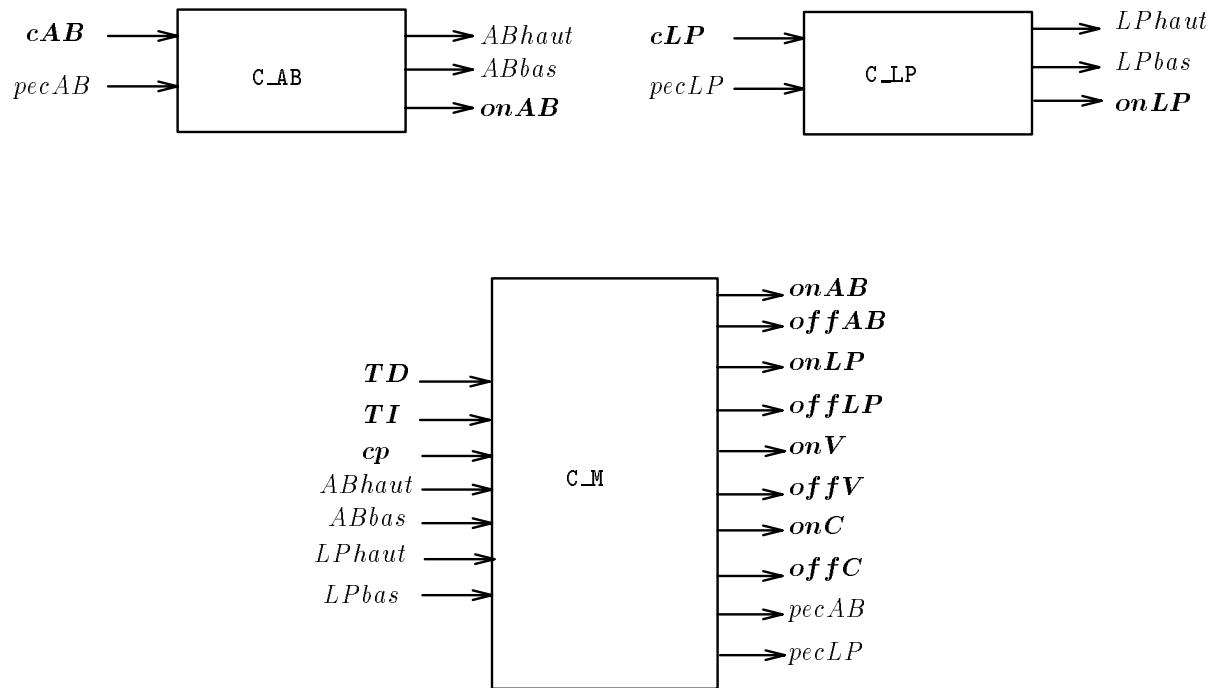 cAB
pecAB
C_AB
ABhaut
ABbas
onAB
cLP
pecLP
C_LP
LPhaut
LPbas
onLP
TD
TI
cp
ABhaut
ABbas
LPhaut
LPbas
C_M
onAB
offAB
onLP
offLP
onV
offV
onC
offC
pecAB
pecLP